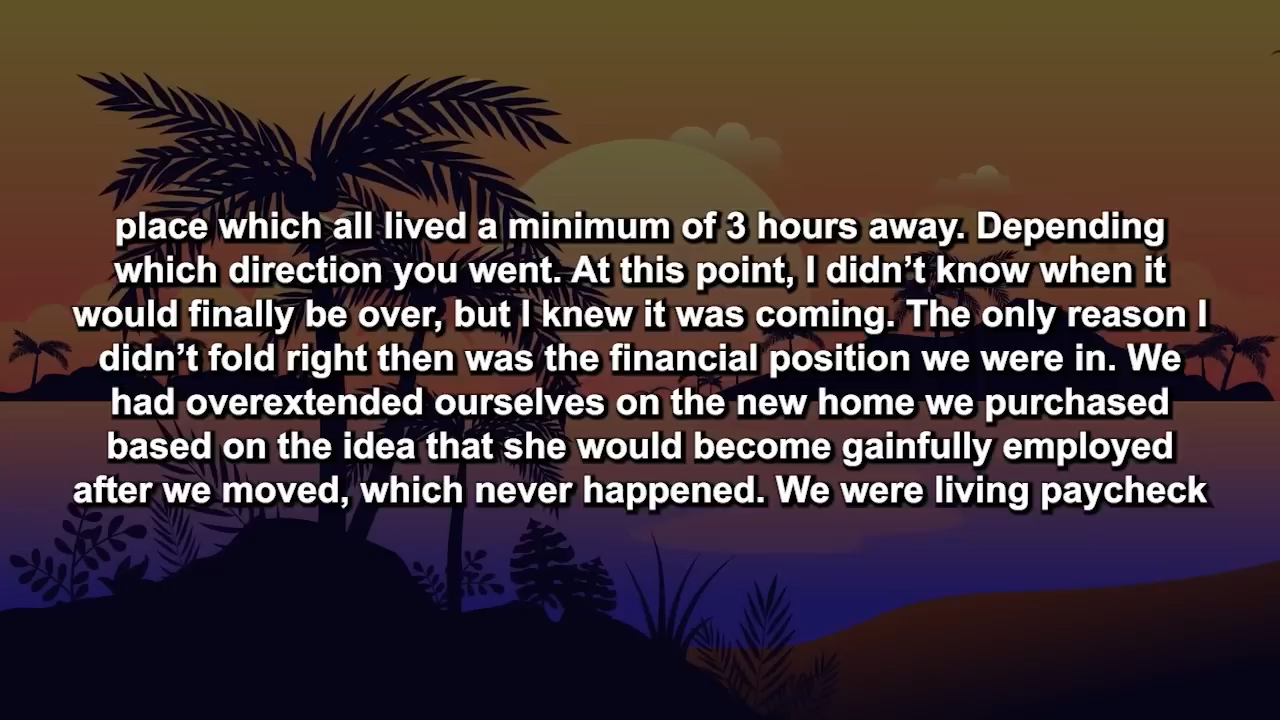 place which all lived a minimum of 3 hours away. Depending
which direction you went. At this point, I didn’t know when it
would finally be over, but I knew it was coming. The only reason I
didn’t fold right then was the financial position we were in. We
had overextended ourselves on the new home we purchased
based on the idea that she would become gainfully employed
after we moved, which never happened. We were living paycheck